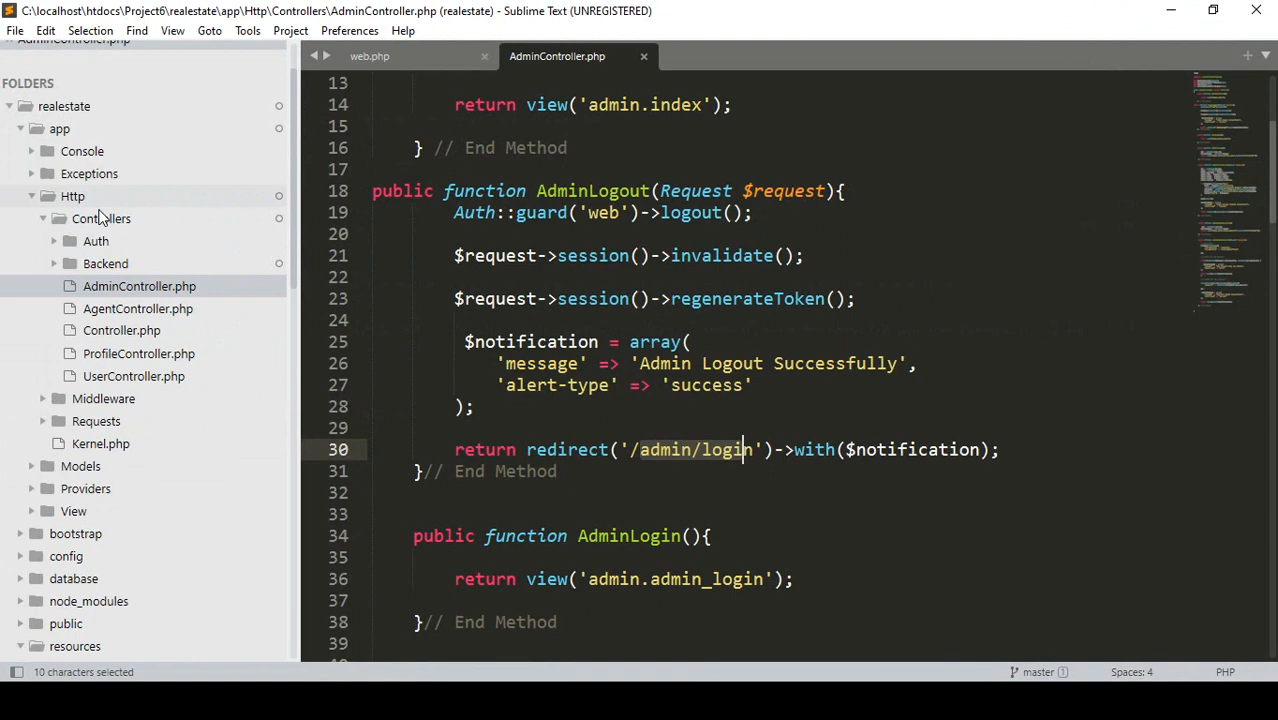 C:\localhost\htdocs\Project6\realestate\app\Http\Controllers\AdminController.php (realestate) - Sublime Text (UNREGISTERED)
File Edit Selection Find View Goto Tools Project Preferences Help
AdminController.php
web.php AdminController.php
FOLDERS
realestate
app
Console
Exceptions
Http
Controllers
Auth
Backend
AdminController.php
AgentController.php
Controller.php
ProfileController.php
UserController.php
Middleware
Requests
Kernel.php
Models
Providers
View
bootstrap
config
database
node_modules
public
resources
13
14 return view('admin.index');
15
16 } // End Method
17
18 public function AdminLogout(Request $request){
19 Auth::guard('web')->logout();
20
21 $request->session()->invalidate();
22
23 $request->session()->regenerateToken();
24
25 $notification = array(
26 'message' => 'Admin Logout Successfully',
27 'alert-type' => 'success'
28 );
29
30 return redirect('/admin/login')->with($notification);
31 }// End Method
32
33
34 public function AdminLogin(){
35
36 return view('admin.admin_login');
37
38 }// End Method
39
10 characters selected master 1 Spaces: 4 PHP